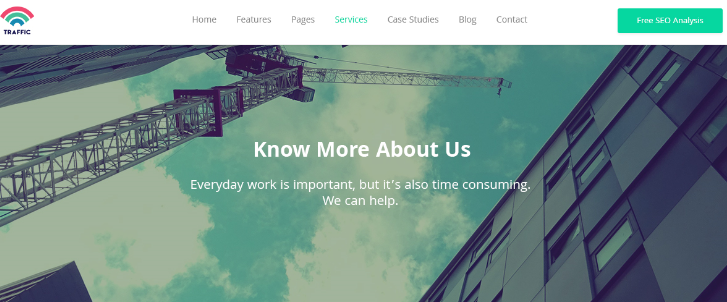 TRAFFIC
Home Features Pages Services Case Studies Blog Contact
Free SEO Analysis
Know More About Us
Everyday work is important, but it's also time consuming.
We can help.